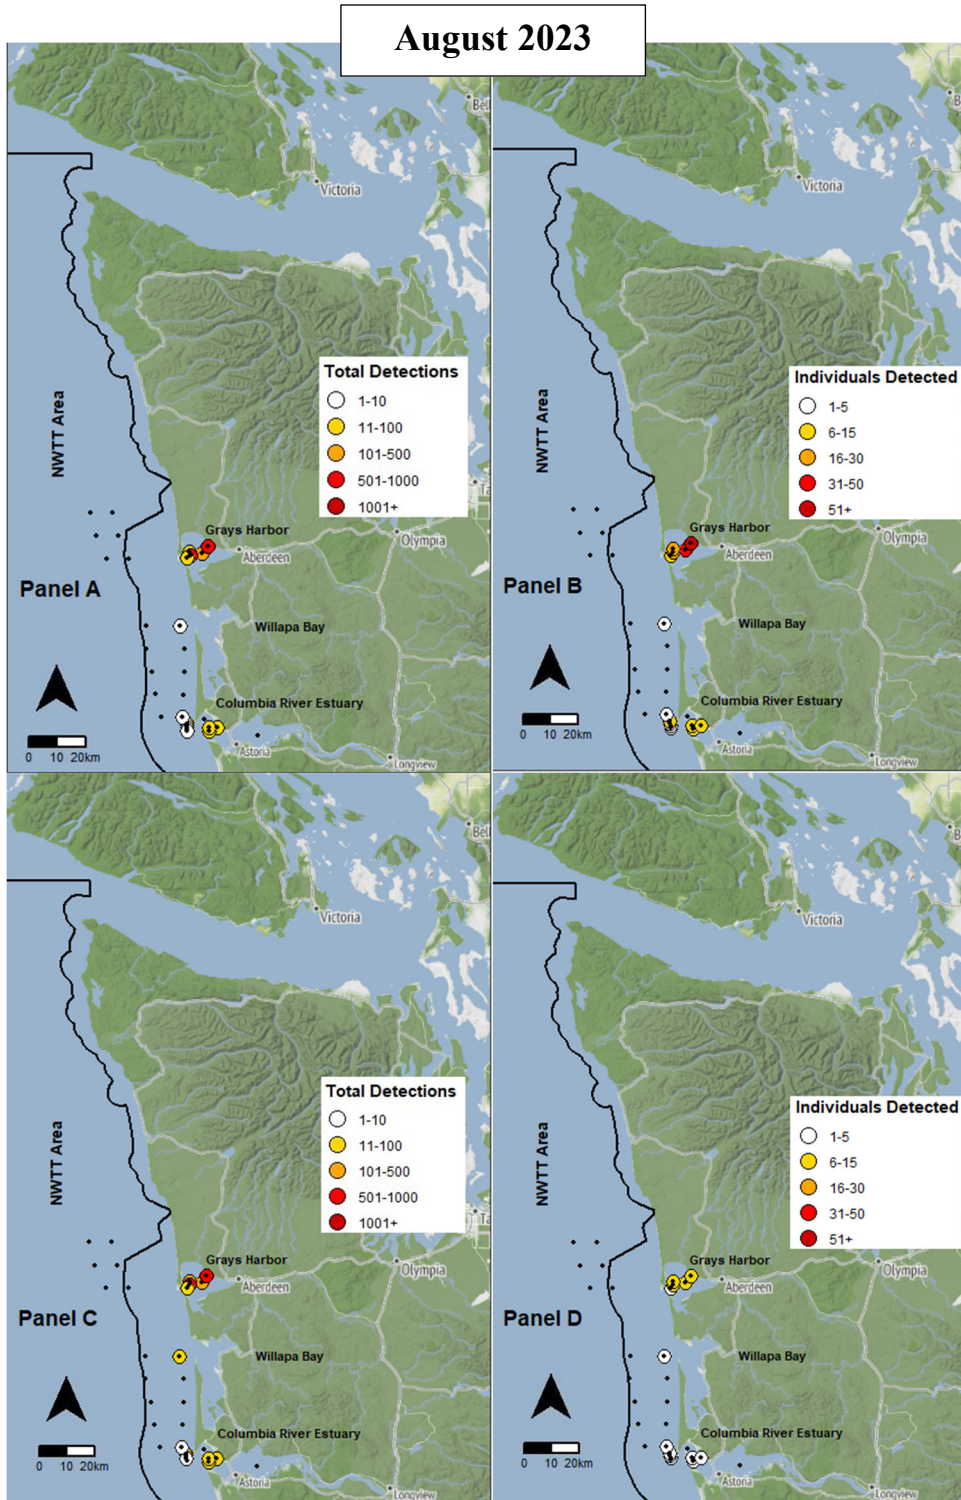 August 2023
Bell
Victoria
NWTT Area
Total Detections
1-10
11-100
101-500
501-1000
1001+
Ta
Grays Harbor
Aberdeen
Olympia
Panel A
Willapa Bay
Columbia River Estuary
Astoria
0 10 20km
Longview
B
Victoria
NWTT Area
Individuals Detected
1-5
6-15
16-30
31-50
51+
Grays Harbor
Aberdeen
Olympia
Panel B
Willapa Bay
Columbia River Estuary
Astoria
0 10 20km
Longview
Bel
Victoria
NWTT Area
Total Detections
1-10
11-100
101-500
501-1000
1001+
Ta
Grays Harbor
Aberdeen
Olympia
Panel C
Willapa Bay
Columbia River Estuary
Astoria
0 10 20km
Longview
B
Victoria
NWTT Area
Individuals Detected
1-5
6-15
16-30
31-50
51+
Grays Harbor
Aberdeen
Olympia
Panel D
Willapa Bay
Columbia River Estuary
Astoria
0 10 20km
Longview